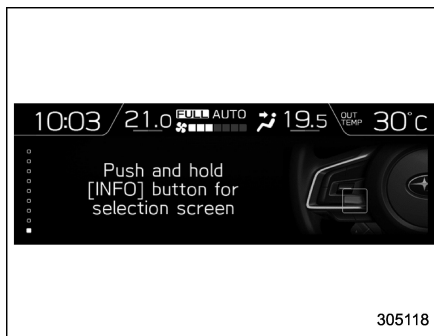 10:03 21.0 FULL AUTO 19.5 OUT TEMP 30°C
Push and hold
[INFO] button for
selection screen
305118